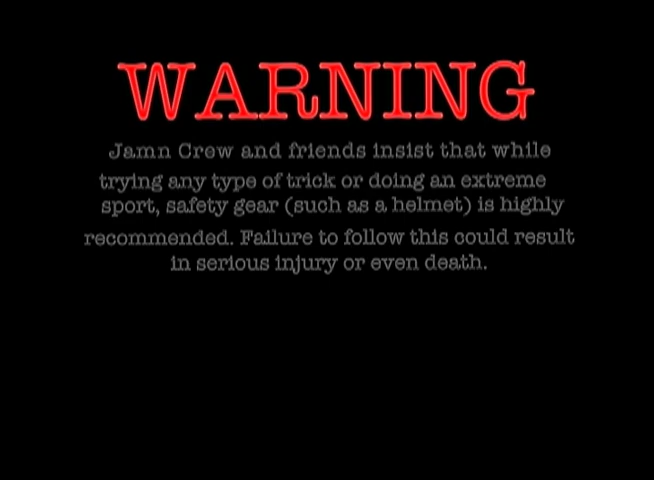 WARNING
Jamn Crew and friends insist that while
trying any type of trick or doing an extreme
sport, safety gear (such as a helmet) is highly
recommended. Failure to follow this could result
in serious injury or even death.